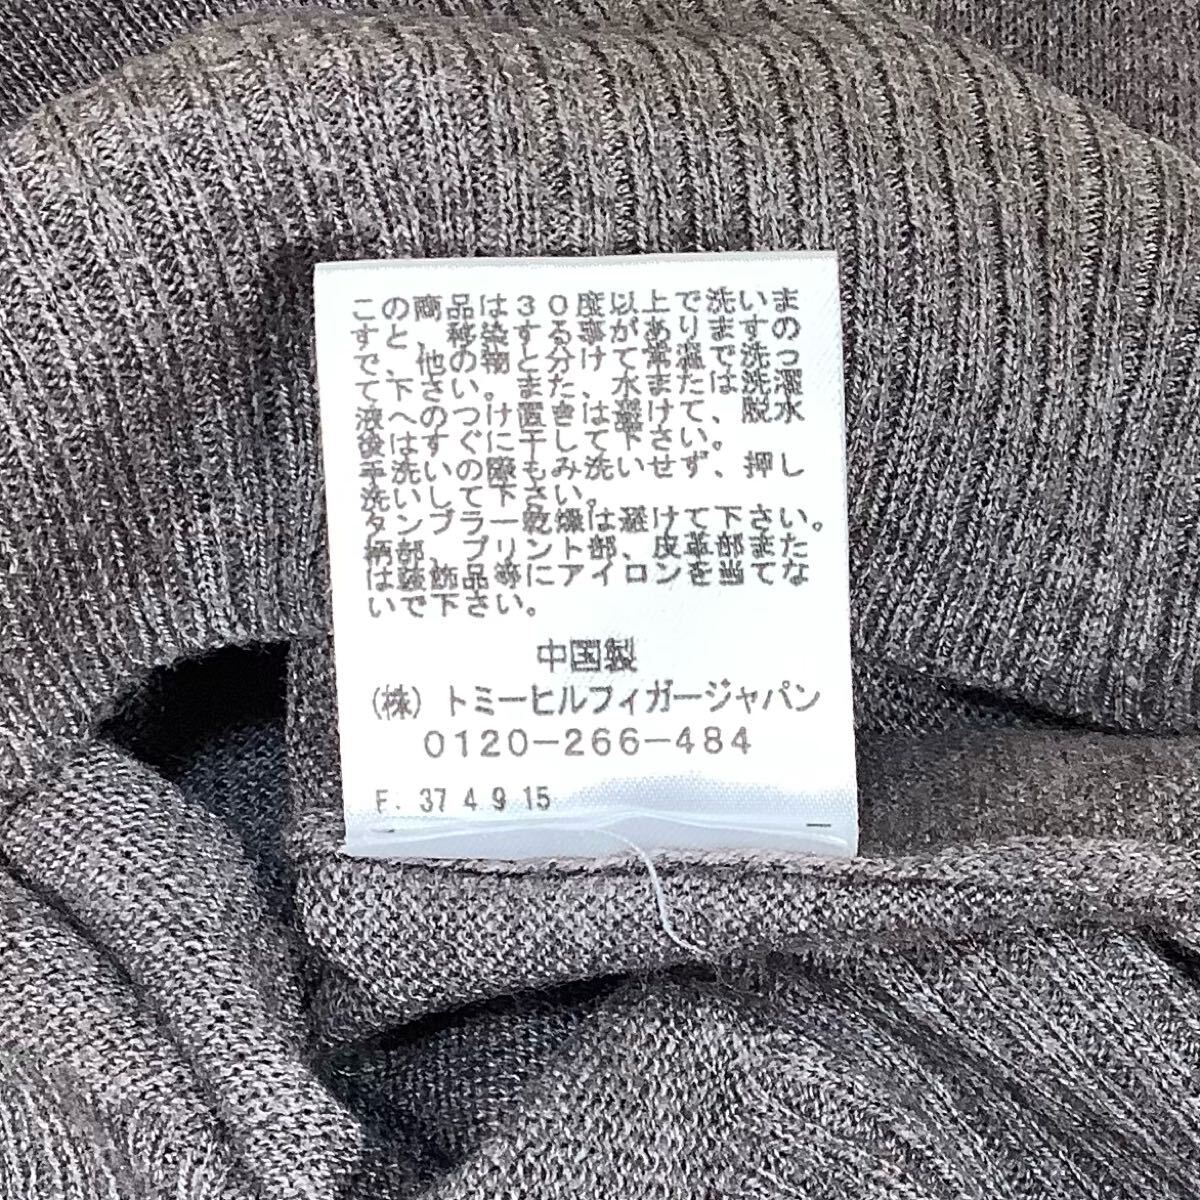 この商品は30度以上で洗いま
すと、移染する事がありますの
で、他の物と分けて常温で洗っ
て下さい。また、水または洗濯
液へのつけ置きは避けて、脱水
後はすぐに干して下さい。
手洗いの際もみ洗いせず、押し
洗いして下さい。
タンブラー乾燥は避けて下さい。
柄部、プリント部、皮革部また
は装飾品等にアイロンを当てな
いで下さい。
中国製
(株)トミーヒルフィガージャパン
0120-266-484
F: 37 4 9 15